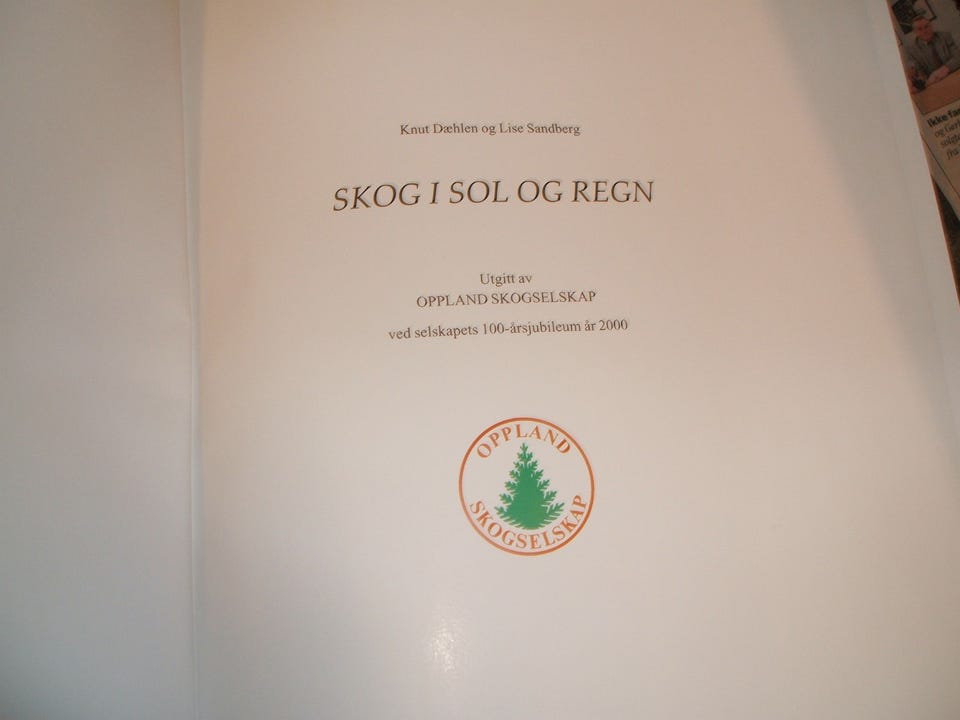 Knut Dæhlen og Lise Sandberg
SKOG I SOL OG REGN
Utgitt av
OPPLAND SKOGSELSKAP
ved selskapets 100-årsjubileum år 2000
OPPLAND
SKOGSELSKAP